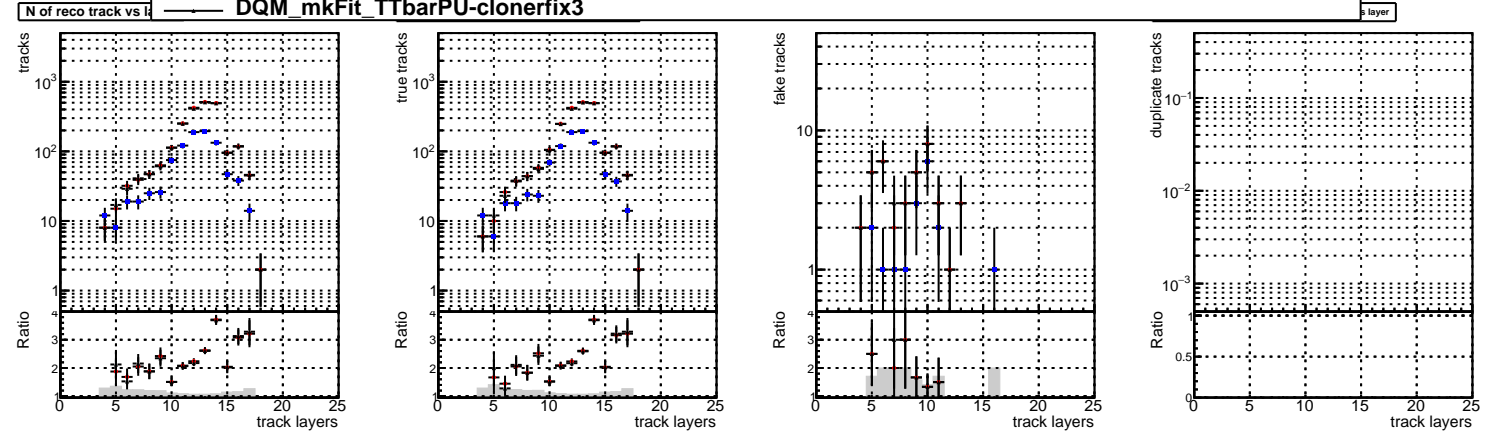 DQM_mkFit_TTbarPU-clonerfix3
N of reco track vs la
s layer
tracks
10³
10²
10
1
Ratio
4
3
2
1
0 5 10 15 20 25
track layers
true tracks
10³
10²
10
1
Ratio
4
3
2
1
0 5 10 15 20 25
track layers
fake tracks
10
1
Ratio
4
3
2
1
0 5 10 15 20 25
track layers
duplicate tracks
10⁻¹
10⁻²
10⁻³
Ratio
1
0.5
0
0 5 10 15 20 25
track layers